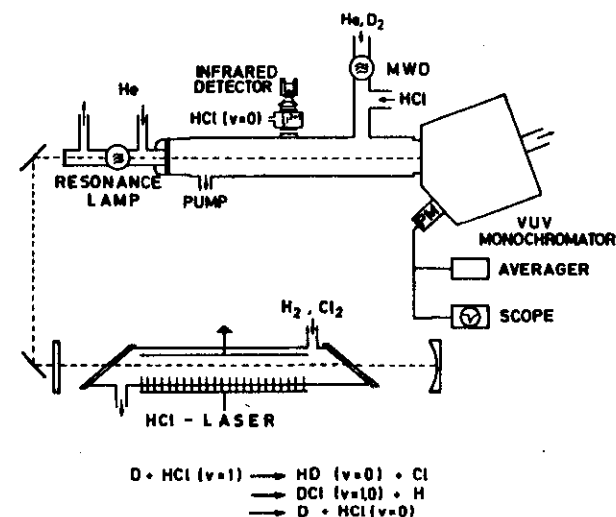 He,D₂
MWD
INFRARED
DETECTOR
HCl
He
HCl (v=0)
RESONANCE
LAMP
PUMP
PM
VUV
MONOCHROMATOR
AVERAGER
SCOPE
H₂, Cl₂
HCl - LASER
D + HCl (v=1) ⟶ HD (v=0) + Cl
⟶ DCl (v=1,0) + H
⟶ D + HCl (v=0)